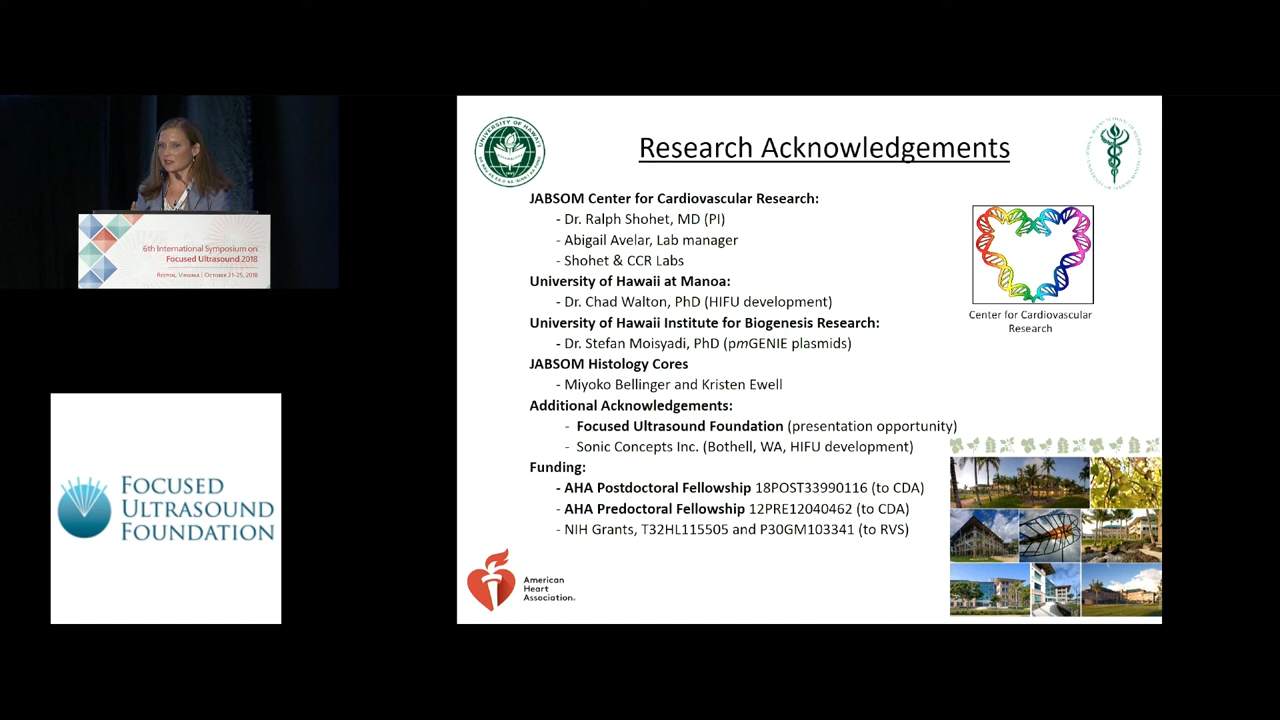 6th International Symposium on
Focused Ultrasound 2018
Reston, Virginia | October 21-25, 2018
FOCUSED
ULTRASOUND
FOUNDATION
UNIVERSITY OF HAWAII
Research Acknowledgements
JABSOM Center for Cardiovascular Research:
- Dr. Ralph Shohet, MD (PI)
- Abigail Avelar, Lab manager
- Shohet & CCR Labs
University of Hawaii at Manoa:
- Dr. Chad Walton, PhD (HIFU development)
University of Hawaii Institute for Biogenesis Research:
- Dr. Stefan Moisyadi, PhD (pmGENIE plasmids)
JABSOM Histology Cores
- Miyoko Bellinger and Kristen Ewell
Additional Acknowledgements:
- Focused Ultrasound Foundation (presentation opportunity)
- Sonic Concepts Inc. (Bothell, WA, HIFU development)
Funding:
- AHA Postdoctoral Fellowship 18POST33990116 (to CDA)
- AHA Predoctoral Fellowship 12PRE12040462 (to CDA)
- NIH Grants, T32HL115505 and P30GM103341 (to RVS)
Center for Cardiovascular
Research
American
Heart
Association®